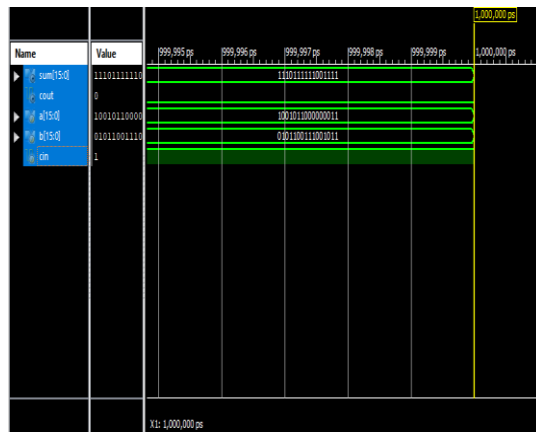 1,000,000 ps
Name Value 999,995 ps 999,996 ps 999,997 ps 999,998 ps 999,999 ps 1,000,000 ps
sum[15:0] 11101111110 1110111111001111
cout 0
a[15:0] 10010110000 1001011000000011
b[15:0] 01011001110 0101100111001011
cin 1
X1: 1,000,000 ps